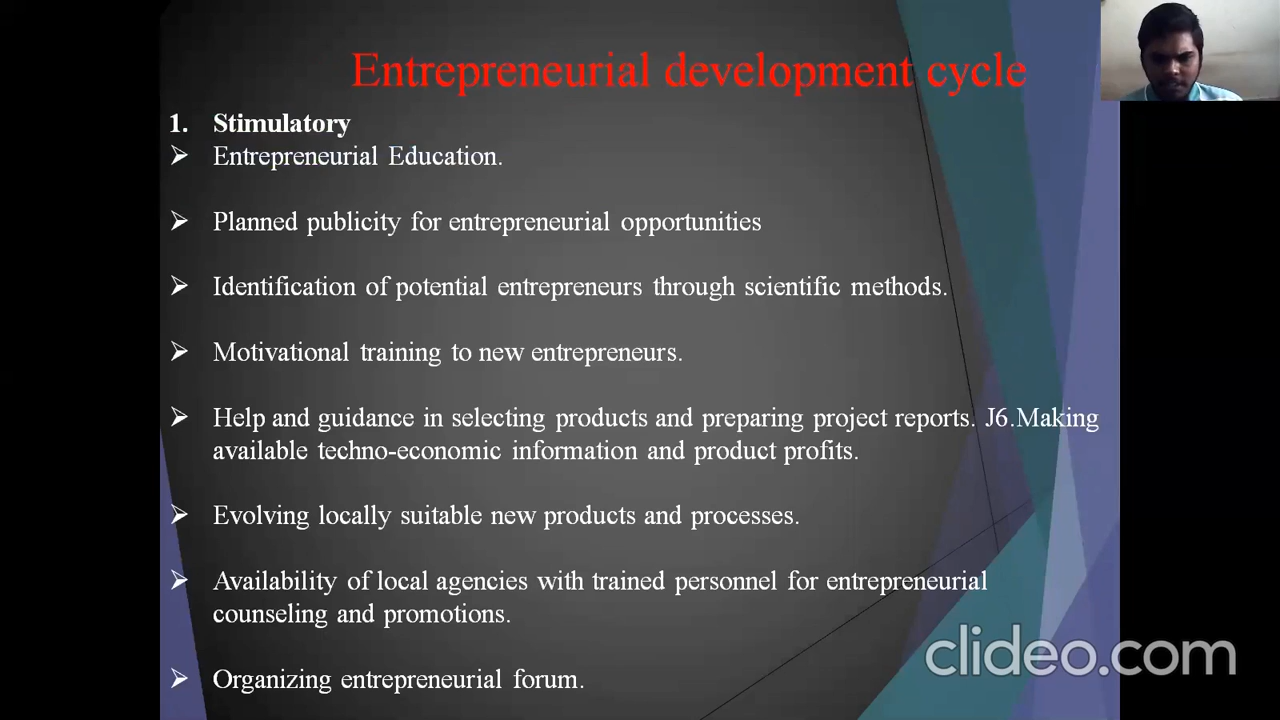 Entrepreneurial development cycle
1. Stimulatory
➢ Entrepreneurial Education.
➢ Planned publicity for entrepreneurial opportunities
➢ Identification of potential entrepreneurs through scientific methods.
➢ Motivational training to new entrepreneurs.
➢ Help and guidance in selecting products and preparing project reports. J6.Making
available techno-economic information and product profits.
➢ Evolving locally suitable new products and processes.
➢ Availability of local agencies with trained personnel for entrepreneurial
counseling and promotions.
➢ Organizing entrepreneurial forum.
clideo.com